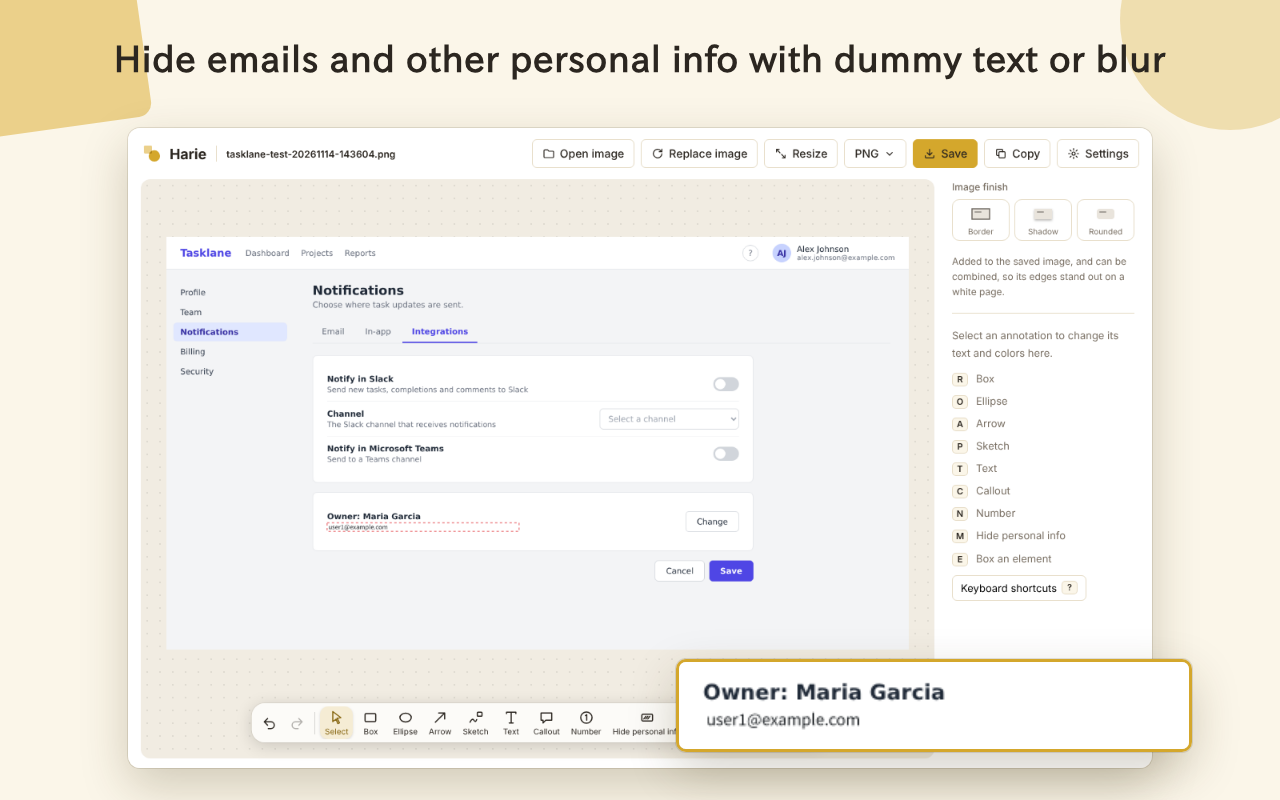 Hide emails and other personal info with dummy text or blur
Harie
tasklane-test-20261114-143604.png
Open image
Replace image
Resize
PNG
Save
Copy
Settings
Tasklane
Dashboard
Projects
Reports
?
AJ
Alex Johnson
alex.johnson@example.com
Profile
Team
Notifications
Billing
Security
Notifications
Choose where task updates are sent.
Email
In-app
Integrations
Notify in Slack
Send new tasks, completions and comments to Slack
Channel
The Slack channel that receives notifications
Select a channel
Notify in Microsoft Teams
Send to a Teams channel
Owner: Maria Garcia
user1@example.com
Change
Cancel
Save
Image finish
Border
Shadow
Rounded
Added to the saved image, and can be
combined, so its edges stand out on a
white page.
Select an annotation to change its
text and colors here.
R Box
O Ellipse
A Arrow
P Sketch
T Text
C Callout
N Number
M Hide personal info
E Box an element
Keyboard shortcuts ?
Select
Box
Ellipse
Arrow
Sketch
Text
Callout
Number
Hide personal inf
Owner: Maria Garcia
user1@example.com